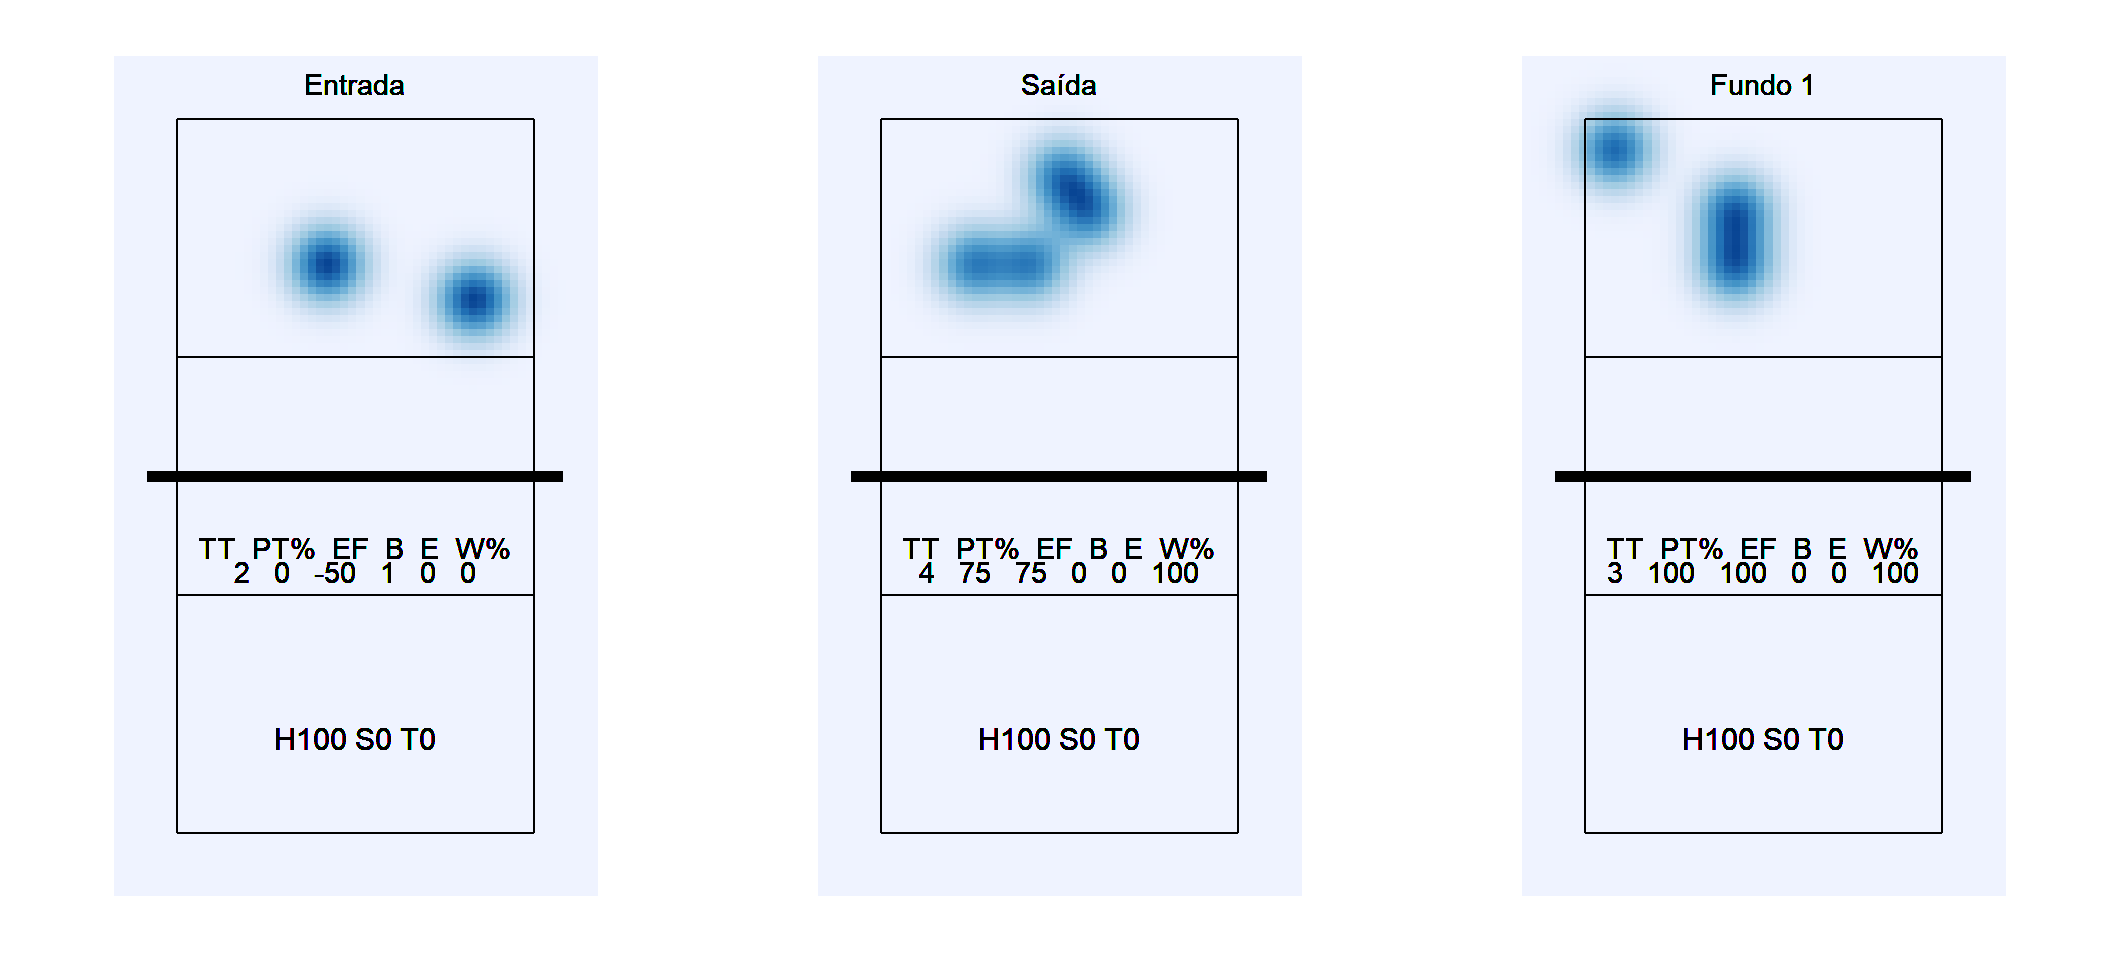 Entrada
TT PT% EF B E W%
2 0 -50 1 0 0
H100 S0 T0
Saída
TT PT% EF B E W%
4 75 75 0 0 100
H100 S0 T0
Fundo 1
TT PT% EF B E W%
3 100 100 0 0 100
H100 S0 T0